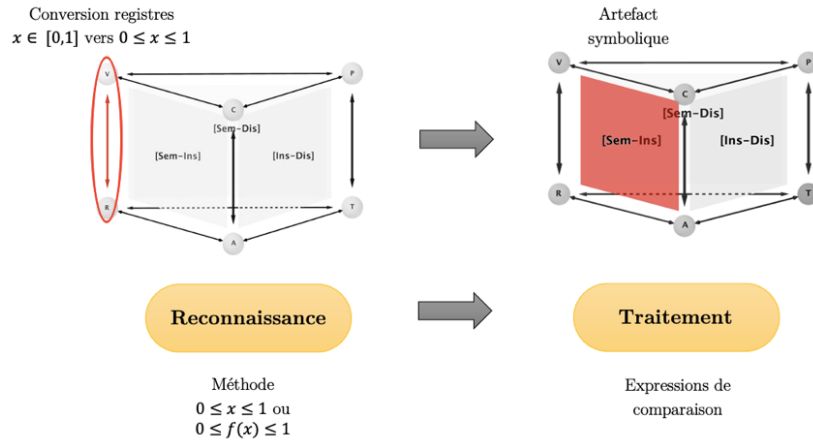 Conversion registres
x ∈ [0,1] vers 0 ≤ x ≤ 1
V
P
C
[Sem-Dis]
[Sem-Ins]
[Ins-Dis]
R
T
A
Artefact
symbolique
V
P
C
[Sem-Dis]
[Sem-Ins]
[Ins-Dis]
R
T
A
Reconnaissance
Traitement
Méthode
0 ≤ x ≤ 1 ou
0 ≤ f(x) ≤ 1
Expressions de
comparaison